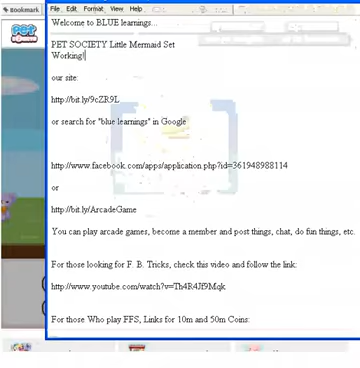 Bookmark
File Edit Format View Help
Welcome to BLUE learnings...
Pet
PET SOCIETY Little Mermaid Set
Working!
our site:
http://bit.ly/9cZR9L
or search for "blue learnings" in Google
http://www.facebook.com/apps/application.php?id=361948988114
or
http://bit.ly/ArcadeGame
You can play arcade games, become a member and post things, chat, do fun things, etc.
For those looking for F. B. Tricks, check this video and follow the link:
http://www.youtube.com/watch?v=Th4R4Jf9Mqk
For those Who play FFS, Links for 10m and 50m Coins: